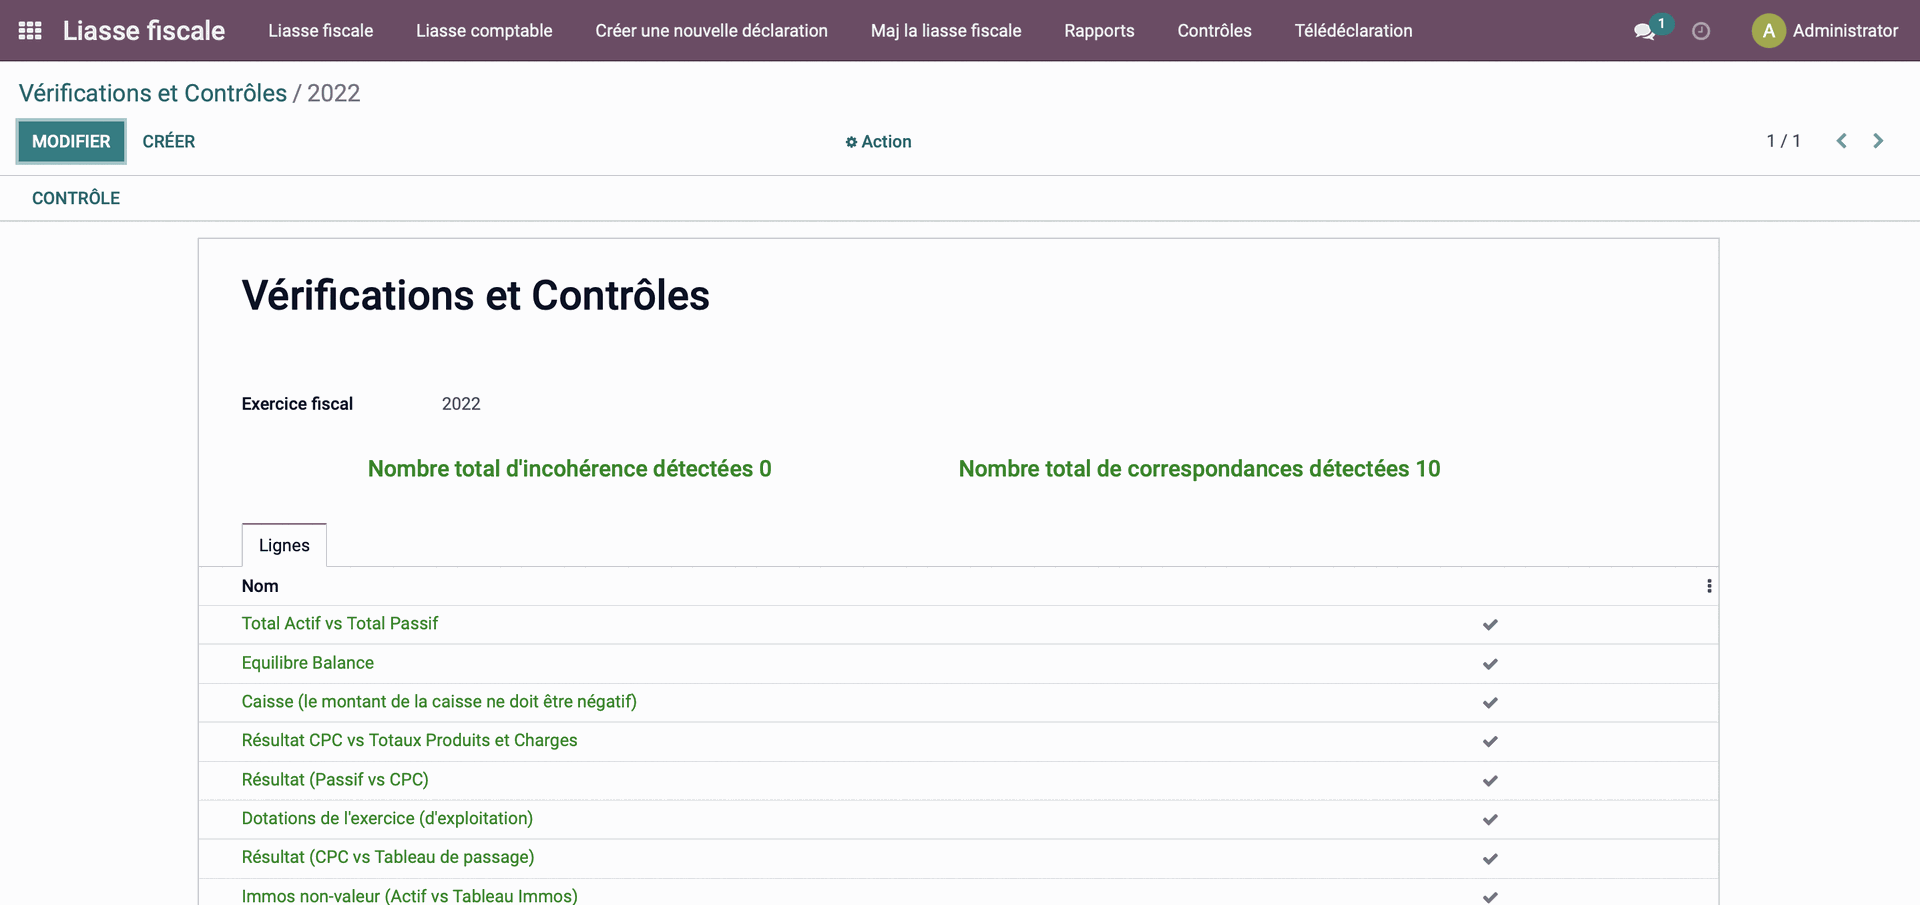 Liasse fiscale Liasse fiscale Liasse comptable Créer une nouvelle déclaration Maj la liasse fiscale Rapports Contrôles Télédéclaration 1 A Administrator
Vérifications et Contrôles / 2022
MODIFIER CRÉER Action 1 / 1
CONTRÔLE
Vérifications et Contrôles
Exercice fiscal 2022
Nombre total d'incohérence détectées 0 Nombre total de correspondances détectées 10
Lignes
Nom
Total Actif vs Total Passif
Equilibre Balance
Caisse (le montant de la caisse ne doit être négatif)
Résultat CPC vs Totaux Produits et Charges
Résultat (Passif vs CPC)
Dotations de l'exercice (d'exploitation)
Résultat (CPC vs Tableau de passage)
Immos non-valeur (Actif vs Tableau Immos)